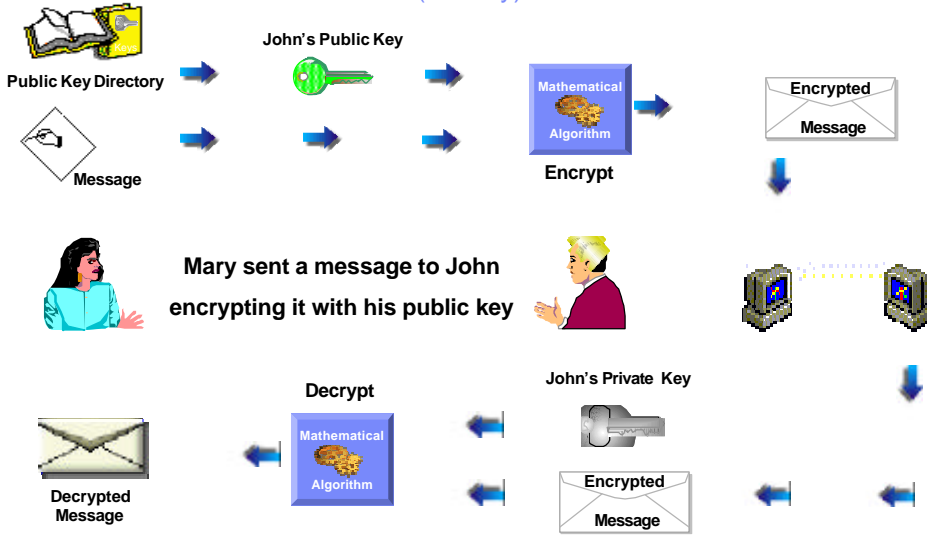 John's Public Key
Keys
Public Key Directory
Mathematical
Algorithm
Encrypt
Encrypted
Message
Message
Mary sent a message to John
encrypting it with his public key
John's Private Key
Decrypt
Mathematical
Algorithm
Decrypted
Message
Encrypted
Message